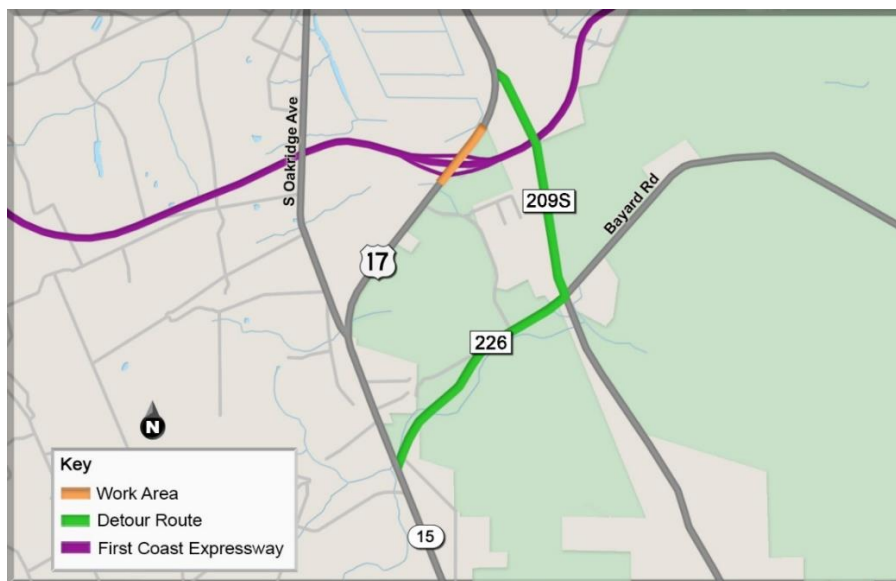 S Oakridge Ave
209S
Bayard Rd
17
226
N
Key
Work Area
Detour Route
First Coast Expressway
15